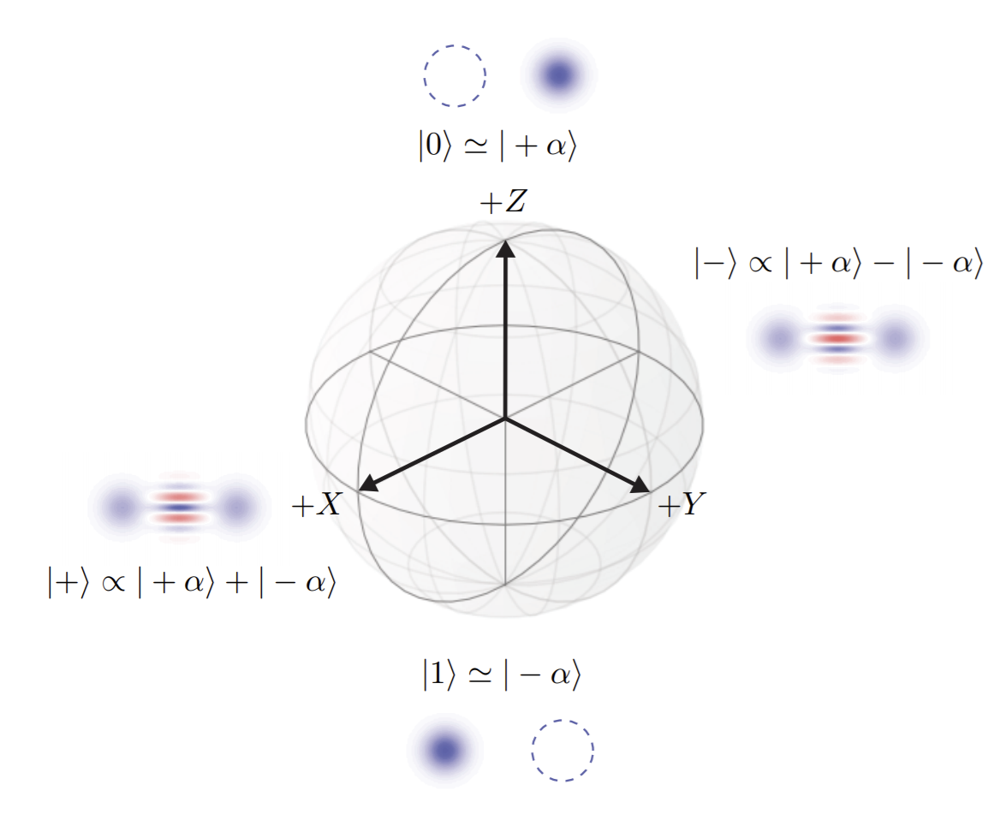 |0⟩ ≃ | + α⟩
+Z
|−⟩ ∝ | + α⟩ − | − α⟩
+X
+Y
|+⟩ ∝ | + α⟩ + | − α⟩
|1⟩ ≃ | − α⟩